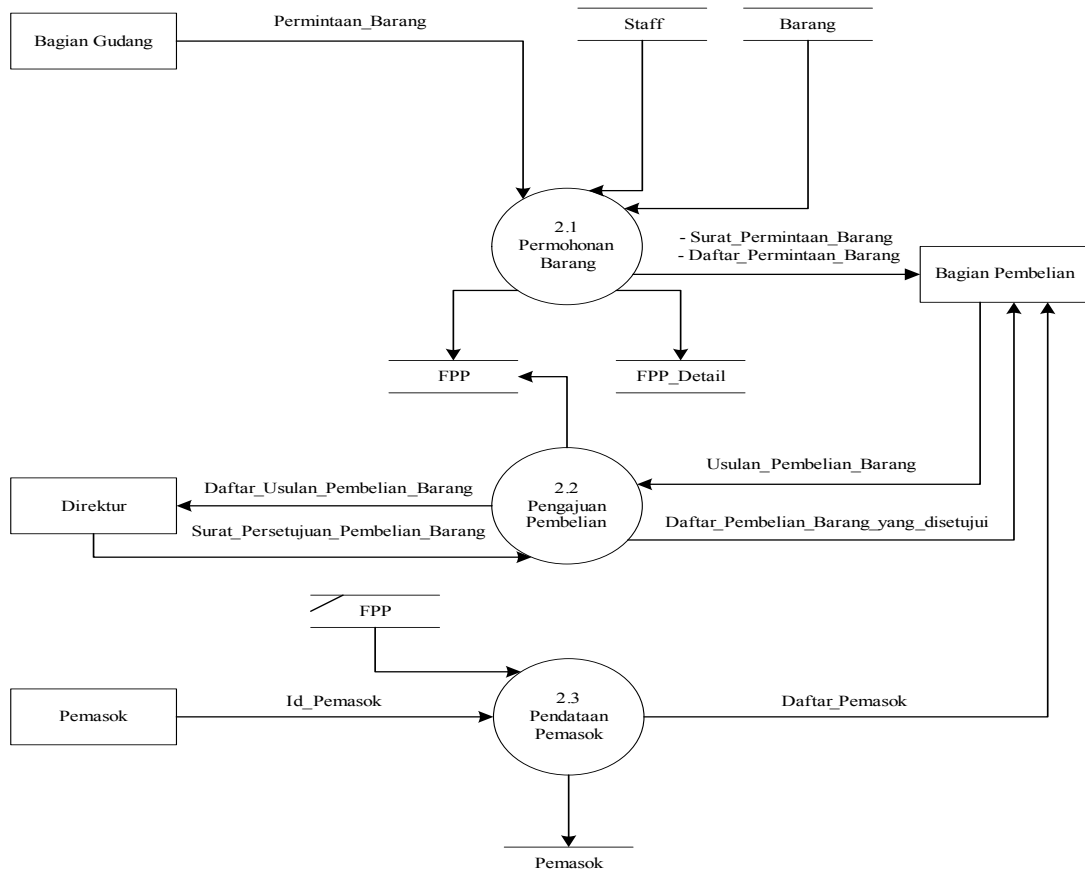 Permintaan_Barang
Bagian Gudang
Staff
Barang
2.1
Permohonan
Barang
- Surat_Permintaan_Barang
- Daftar_Permintaan_Barang
Bagian Pembelian
FPP
FPP_Detail
Usulan_Pembelian_Barang
Daftar_Usulan_Pembelian_Barang
Direktur
2.2
Pengajuan
Pembelian
Surat_Persetujuan_Pembelian_Barang
Daftar_Pembelian_Barang_yang_disetujui
FPP
Pemasok
Id_Pemasok
2.3
Pendataan
Pemasok
Daftar_Pemasok
Pemasok